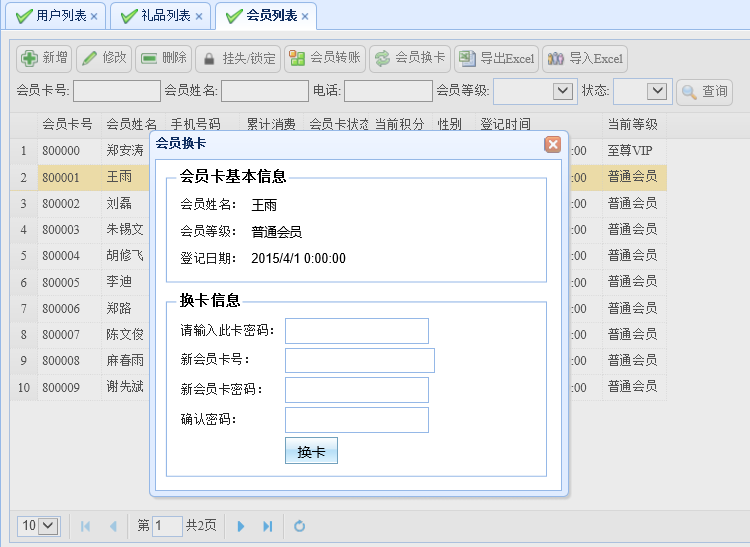 用户列表 礼品列表 会员列表
新增 修改 删除 挂失/锁定 会员转账 会员换卡 导出Excel 导入Excel
会员卡号: 会员姓名: 电话: 会员等级: 状态: 查询
会员卡号 会员姓名 手机号码 累计消费 会员卡状态 当前积分 性别 登记时间 当前等级
1 800000 郑安涛 :00 至尊VIP
2 800001 王雨 :00 普通会员
3 800002 刘磊 :00 普通会员
4 800003 朱锡文 :00 普通会员
5 800004 胡修飞 :00 普通会员
6 800005 李迪 :00 普通会员
7 800006 郑路 :00 普通会员
8 800007 陈文俊 :00 普通会员
9 800008 麻春雨 :00 普通会员
10 800009 谢先斌 :00 普通会员
会员换卡
会员卡基本信息
会员姓名: 王雨
会员等级: 普通会员
登记日期: 2015/4/1 0:00:00
换卡信息
请输入此卡密码:
新会员卡号:
新会员卡密码:
确认密码:
换卡
10 第 1 共2页